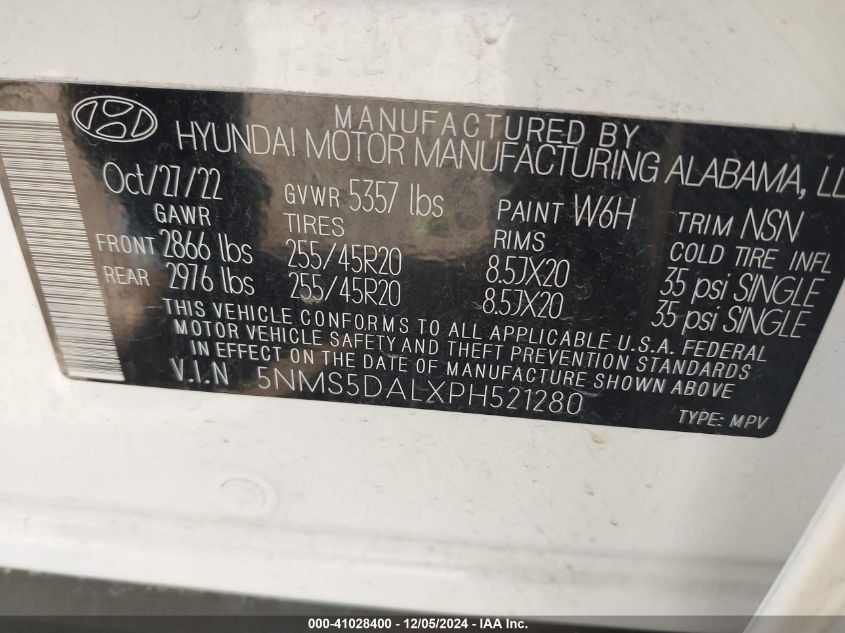 MANUFACTURED BY
HYUNDAI MOTOR MANUFACTURING ALABAMA,
Oct/27/22 GVWR 5357 lbs PAINT W6H TRIM NSN
GAWR TIRES RIMS COLD TIRE INFL
FRONT 2866 lbs 255/45R20 8.5JX20 35 psi SINGLE
REAR 2976 lbs 255/45R20 8.5JX20 35 psi SINGLE
THIS VEHICLE CONFORMS TO ALL APPLICABLE U.S.A. FEDERAL
MOTOR VEHICLE SAFETY BUMPER, AND THEFT PREVENTION STANDARDS
IN EFFECT ON THE DATE OF MANUFACTURE SHOWN ABOVE
V.I.N 5NMS5DALXPH521280
TYPE: MPV
000-41028400 - 12/05/2024 - IAA Inc.